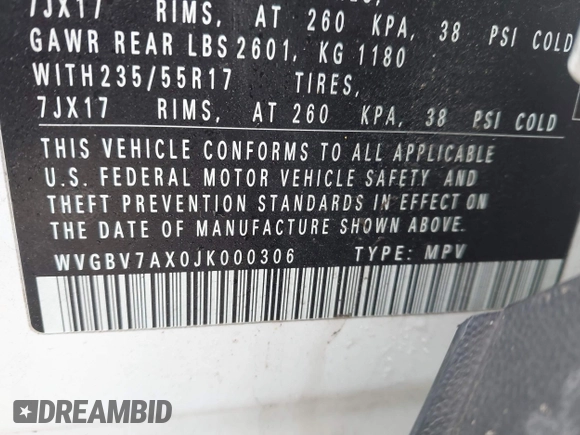 7JX17 RIMS, AT 260 KPA, 38 PSI COLD
GAWR REAR LBS 2601, KG 1180
WITH 235/55R17 TIRES,
7JX17 RIMS, AT 260 KPA, 38 PSI COLD
THIS VEHICLE CONFORMS TO ALL APPLICABLE
U.S. FEDERAL MOTOR VEHICLE SAFETY AND
THEFT PREVENTION STANDARDS IN EFFECT ON
THE DATE OF MANUFACTURE SHOWN ABOVE.
WVGBV7AX0JK000306 TYPE: MPV
DREAMBID